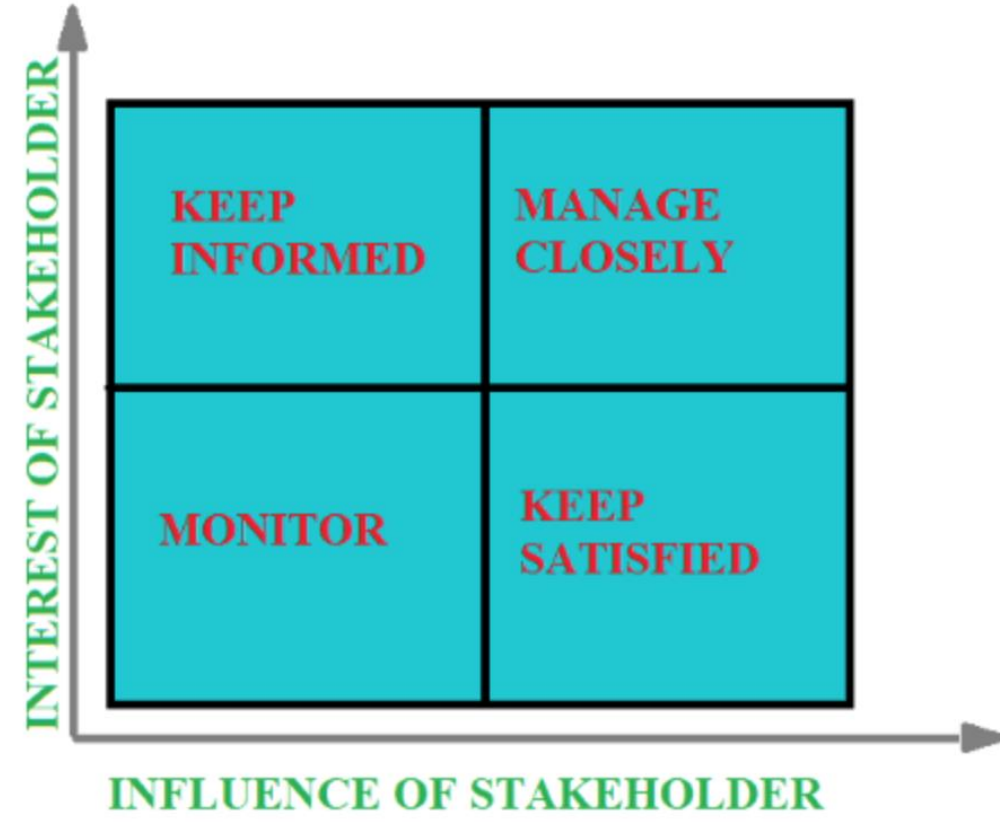 INTEREST OF STAKEHOLDER
KEEP
INFORMED
MANAGE
CLOSELY
MONITOR
KEEP
SATISFIED
INFLUENCE OF STAKEHOLDER